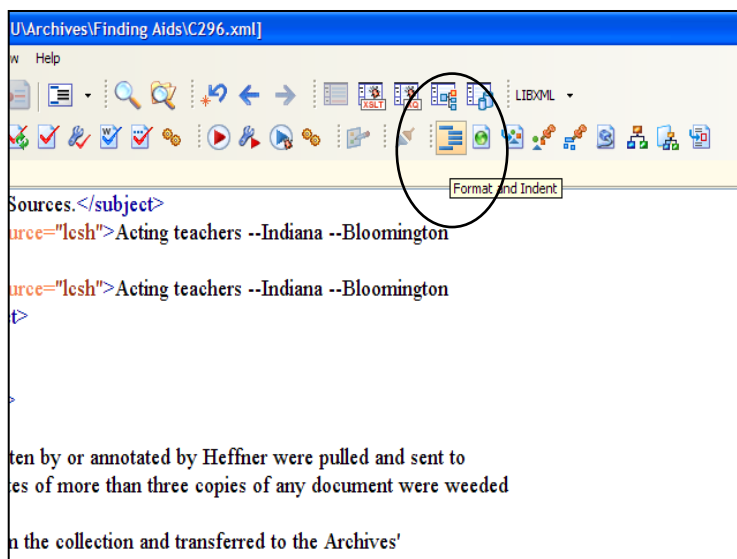 U\Archives\Finding Aids\C296.xml]
w Help
XSLT XQ LIBXML
W
Format and Indent
Sources.</subject>
urce="lcsh">Acting teachers --Indiana --Bloomington
urce="lcsh">Acting teachers --Indiana --Bloomington
t>
>
ten by or annotated by Heffner were pulled and sent to
tes of more than three copies of any document were weeded
n the collection and transferred to the Archives'